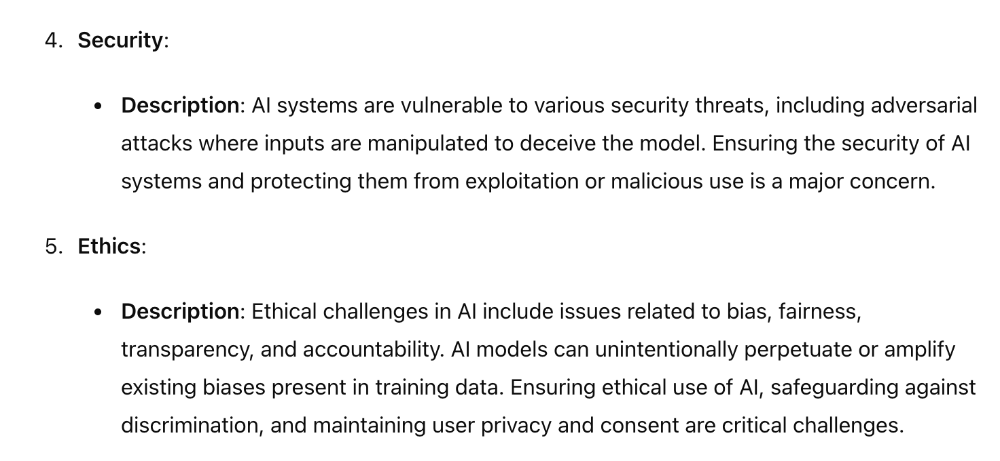 4. Security:
• Description: AI systems are vulnerable to various security threats, including adversarial
attacks where inputs are manipulated to deceive the model. Ensuring the security of AI
systems and protecting them from exploitation or malicious use is a major concern.
5. Ethics:
• Description: Ethical challenges in AI include issues related to bias, fairness,
transparency, and accountability. AI models can unintentionally perpetuate or amplify
existing biases present in training data. Ensuring ethical use of AI, safeguarding against
discrimination, and maintaining user privacy and consent are critical challenges.